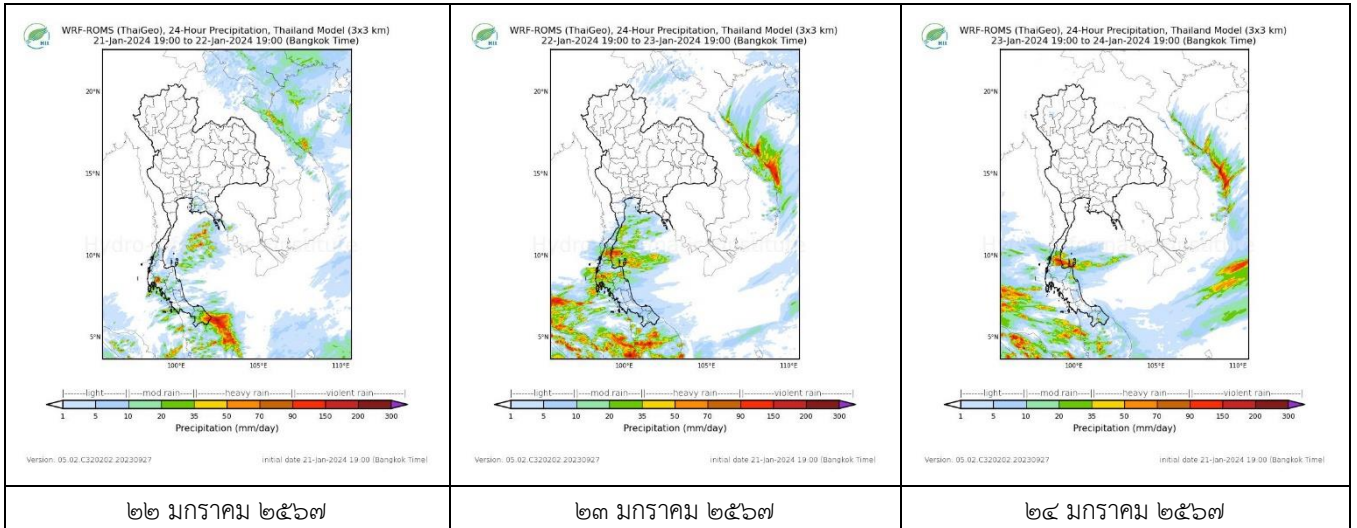 WRF-ROMS (ThaiGeo), 24-Hour Precipitation, Thailand Model (3x3 km)
21-Jan-2024 19:00 to 22-Jan-2024 19:00 (Bangkok Time)
20°N
15°N
10°N
5°N
100°E 105°E 110°E
light mod rain heavy rain violent rain
1 5 10 20 35 50 70 90 150 200 300
Precipitation (mm/day)
Version: 05.02.C320202.20230927 initial date 21-Jan-2024 19:00 (Bangkok Time)
๒๒ มกราคม ๒๕๖๗
WRF-ROMS (ThaiGeo), 24-Hour Precipitation, Thailand Model (3x3 km)
22-Jan-2024 19:00 to 23-Jan-2024 19:00 (Bangkok Time)
20°N
15°N
10°N
5°N
100°E 105°E 110°E
light mod rain heavy rain violent rain
1 5 10 20 35 50 70 90 150 200 300
Precipitation (mm/day)
Version: 05.02.C320202.20230927 initial date 21-Jan-2024 19:00 (Bangkok Time)
๒๓ มกราคม ๒๕๖๗
WRF-ROMS (ThaiGeo), 24-Hour Precipitation, Thailand Model (3x3 km)
23-Jan-2024 19:00 to 24-Jan-2024 19:00 (Bangkok Time)
20°N
15°N
10°N
5°N
100°E 105°E 110°E
light mod rain heavy rain violent rain
1 5 10 20 35 50 70 90 150 200 300
Precipitation (mm/day)
Version: 05.02.C320202.20230927 initial date 21-Jan-2024 19:00 (Bangkok Time)
๒๔ มกราคม ๒๕๖๗